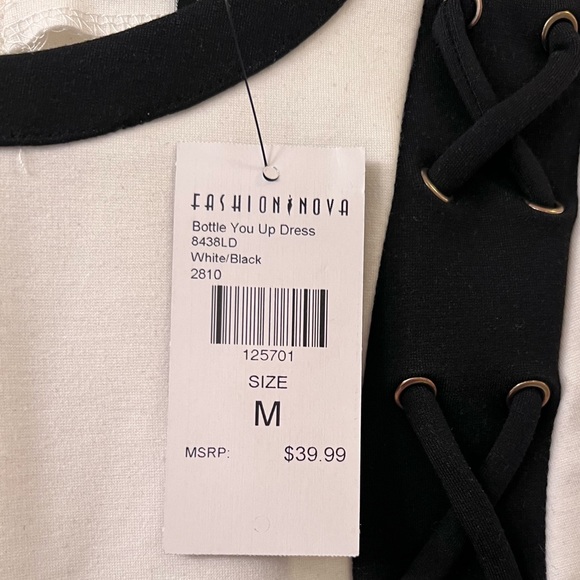 FASHION NOVA
Bottle You Up Dress
8438LD
White/Black
2810
125701
SIZE
M
MSRP: $39.99